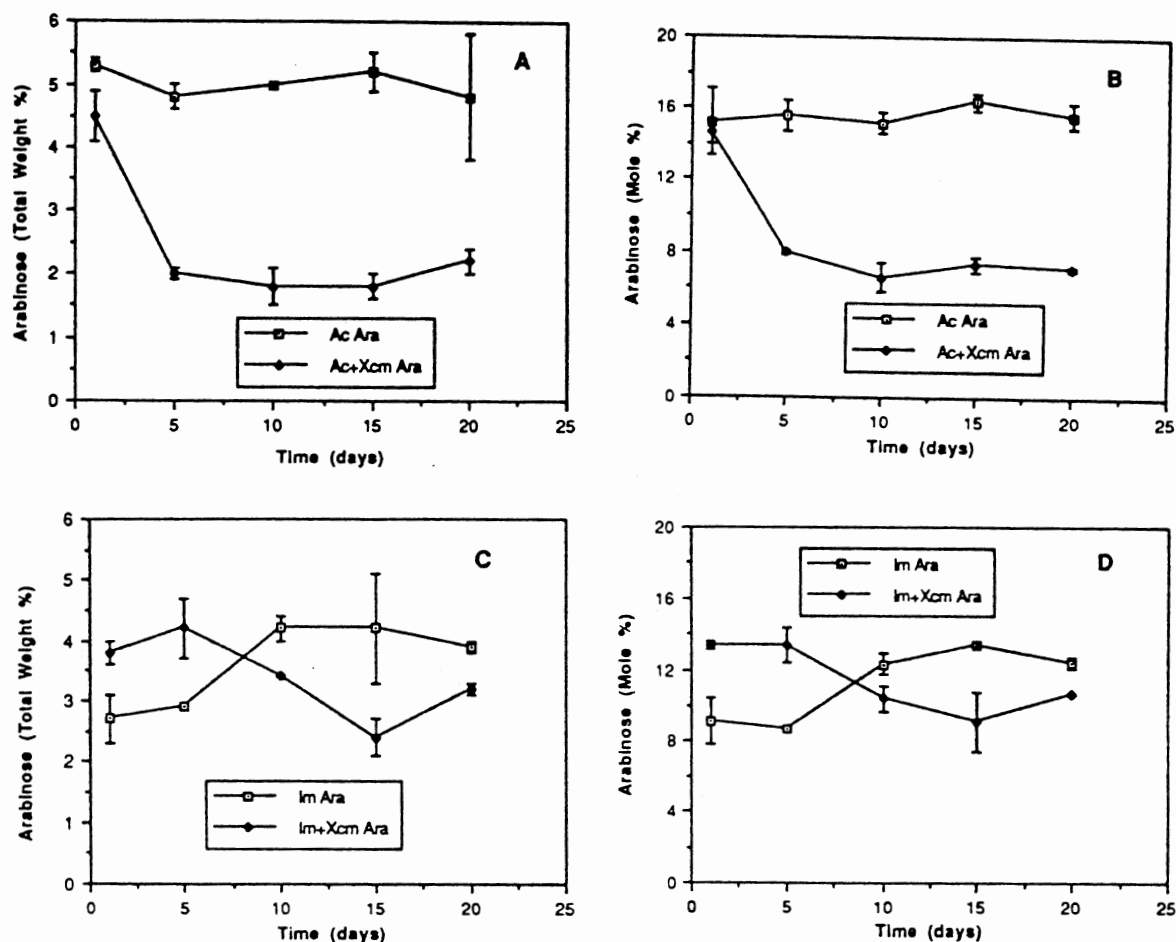 A
Arabinose (Total Weight %)
6
5
4
3
2
1
0
Ac Ara
Ac+Xcm Ara
0 5 10 15 20 25
Time (days)
B
Arabinose (Mole %)
20
16
12
8
4
0
Ac Ara
Ac+Xcm Ara
0 5 10 15 20 25
Time (days)
C
Arabinose (Total Weight %)
6
5
4
3
2
1
0
Im Ara
Im+Xcm Ara
0 5 10 15 20 25
Time (days)
D
Arabinose (Mole %)
20
16
12
8
4
0
Im Ara
Im+Xcm Ara
0 5 10 15 20 25
Time (days)